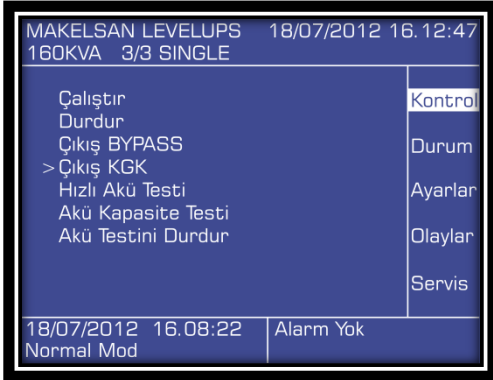 MAKELSAN LEVELUPS 18/07/2012 16.12:47
160KVA 3/3 SINGLE
Çalıştır
Durdur
Çıkış BYPASS
>Çıkış KGK
Hızlı Akü Testi
Akü Kapasite Testi
Akü Testini Durdur
Kontrol
Durum
Ayarlar
Olaylar
Servis
18/07/2012 16.08:22
Normal Mod
Alarm Yok